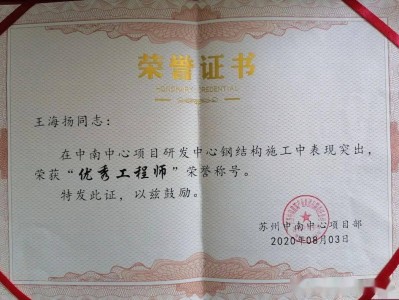 荣誉证书
HONORARY CREDENTIAL
王海扬同志：
在中南中心项目研发中心钢结构施工中表现突出，
荣获“优秀工程师”荣誉称号。
特发此证，以兹鼓励。
苏州中南中心项目部
2020年08月03日